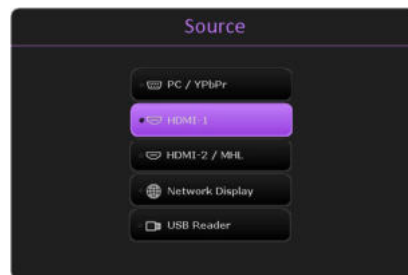 Source
PC / YPbPr
HDMI-1
HDMI-2 / MHL
Network Display
USB Reader